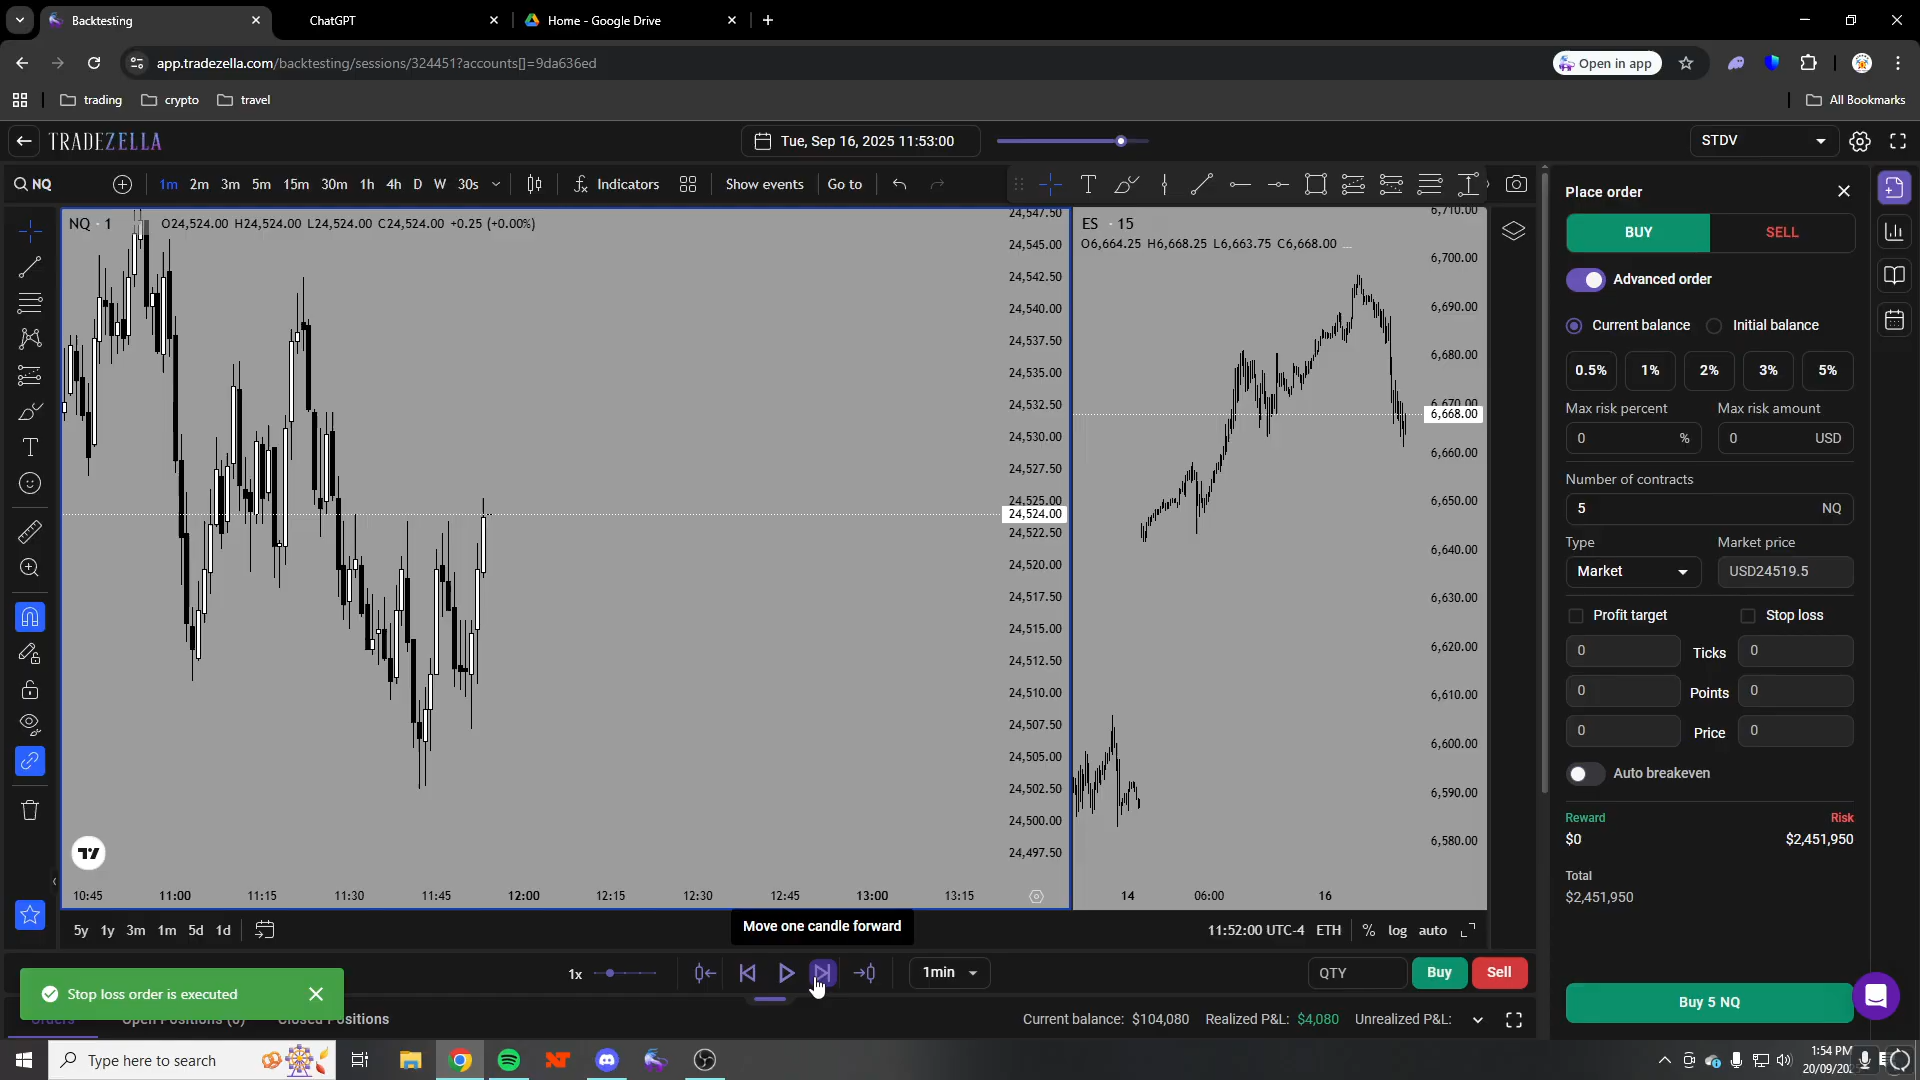 Backtesting
ChatGPT
Home - Google Drive
app.tradezella.com/backtesting/sessions/324451?accounts[]=9da636ed
Open in app
trading
crypto
travel
All Bookmarks
TRADEZELLA
Tue, Sep 16, 2025 11:53:00
STDV
NQ
1m 2m 3m 5m 15m 30m 1h 4h D W 30s
Indicators
Show events
Go to
NQ · 1 O24,524.00 H24,524.00 L24,524.00 C24,524.00 +0.25 (+0.00%)
24,547.50
24,545.00
24,542.50
24,540.00
24,537.50
24,535.00
24,532.50
24,530.00
24,527.50
24,525.00
24,524.00
24,522.50
24,520.00
24,517.50
24,515.00
24,512.50
24,510.00
24,507.50
24,505.00
24,502.50
24,500.00
24,497.50
10:45 11:00 11:15 11:30 11:45 12:00 12:15 12:30 12:45 13:00 13:15
ES · 15
O6,664.25 H6,668.25 L6,663.75 C6,668.00 ...
6,710.00
6,700.00
6,690.00
6,680.00
6,670.00
6,668.00
6,660.00
6,650.00
6,640.00
6,630.00
6,620.00
6,610.00
6,600.00
6,590.00
6,580.00
14 06:00 16
Place order
BUY SELL
Advanced order
Current balance Initial balance
0.5% 1% 2% 3% 5%
Max risk percent Max risk amount
0 % 0 USD
Number of contracts
5 NQ
Type Market price
Market USD24519.5
Profit target Stop loss
0 Ticks 0
0 Points 0
0 Price 0
Auto breakeven
Reward Risk
$0 $2,451,950
Total
$2,451,950
Buy 5 NQ
5y 1y 3m 1m 5d 1d
Move one candle forward
11:52:00 UTC-4 ETH % log auto
1x
1min
QTY Buy Sell
Stop loss order is executed
Orders Open Positions (0) Closed Positions
Current balance: $104,080 Realized P&L: $4,080 Unrealized P&L:
Type here to search
1:54 PM